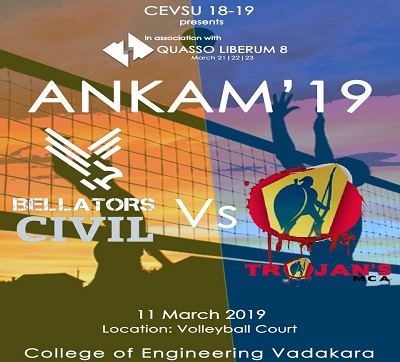 CEVSU 18-19
presents
in association with
QUASSO LIBERUM 8
March 21|22|23
ANKAM'19
BELLATORS
CIVIL
Vs
TROJAN'S
MCA
11 March 2019
Location: Volleyball Court
College of Engineering Vadakara